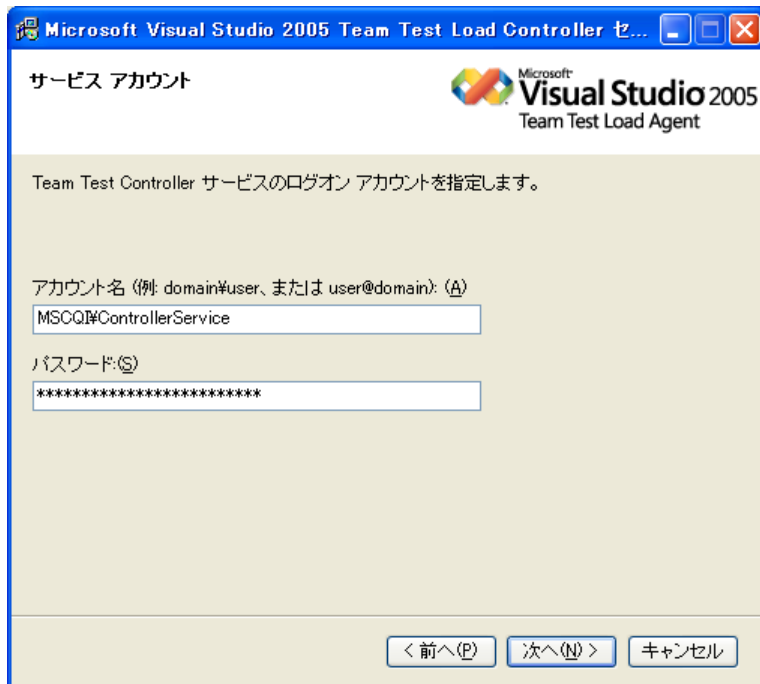 Microsoft Visual Studio 2005 Team Test Load Controller セ...
サービス アカウント
Microsoft
Visual Studio 2005
Team Test Load Agent
Team Test Controller サービスのログオン アカウントを指定します。
アカウント名 (例: domain¥user、または user@domain): (A)
MSCQI¥ControllerService
パスワード:(S)
*************************
< 前へ(P)
次へ(N) >
キャンセル